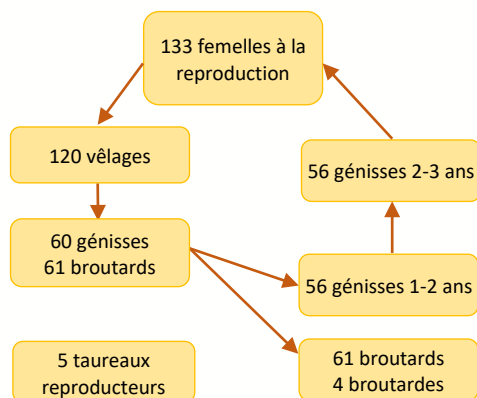 133 femelles à la
reproduction
120 vêlages
56 génisses 2-3 ans
60 génisses
61 broutards
56 génisses 1-2 ans
5 taureaux
reproducteurs
61 broutards
4 broutardes